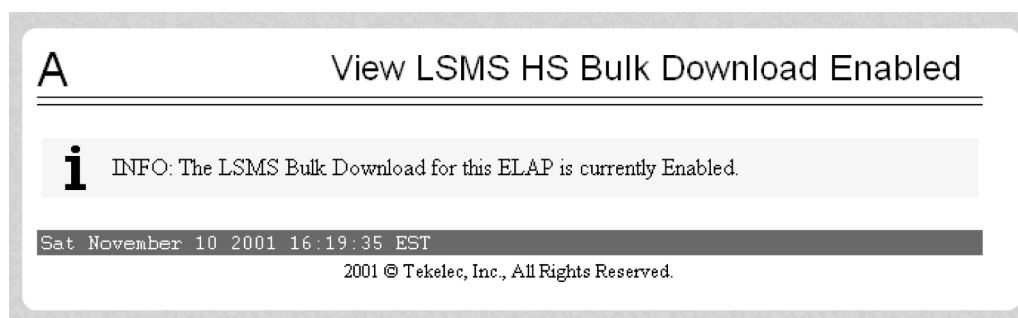 A View LSMS HS Bulk Download Enabled
i INFO: The LSMS Bulk Download for this ELAP is currently Enabled.
Sat November 10 2001 16:19:35 EST
2001 © Tekelec, Inc., All Rights Reserved.